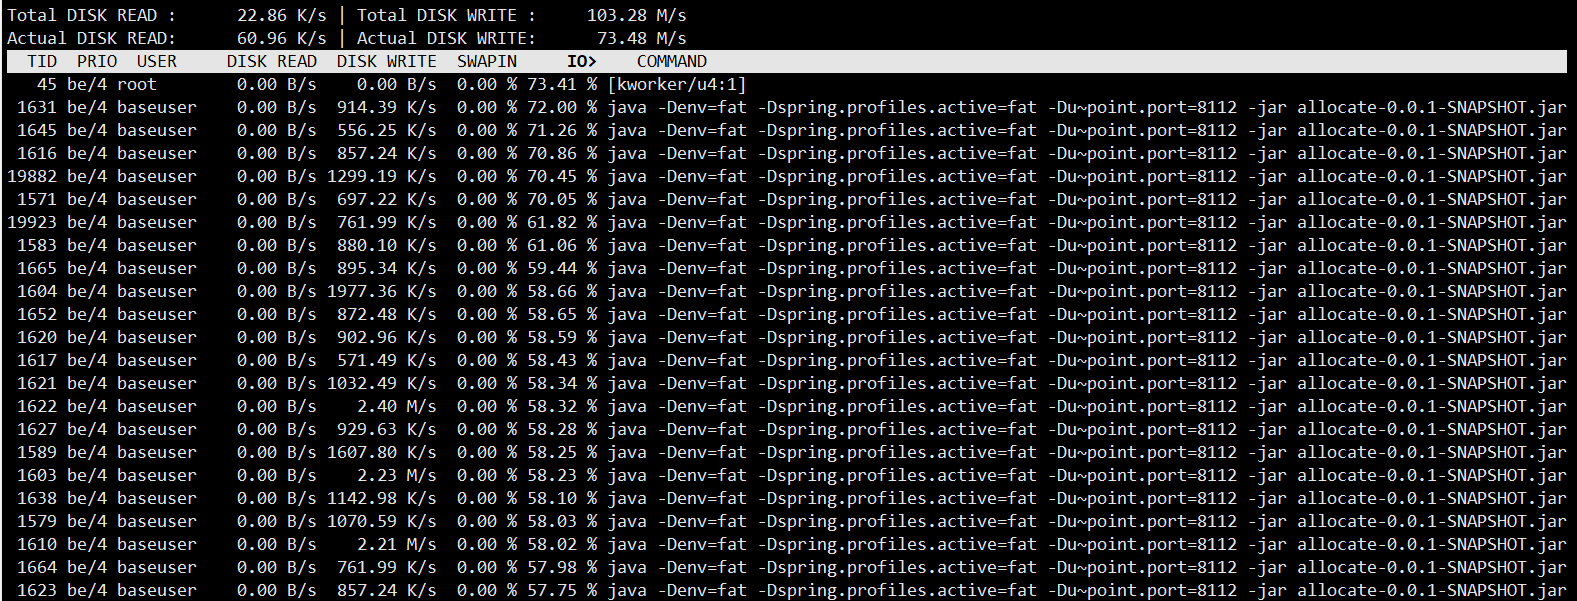 Total DISK READ :      22.86 K/s | Total DISK WRITE :     103.28 M/s
Actual DISK READ:      60.96 K/s | Actual DISK WRITE:      73.48 M/s
  TID  PRIO  USER     DISK READ  DISK WRITE  SWAPIN     IO>    COMMAND
   45 be/4 root        0.00 B/s    0.00 B/s  0.00 % 73.41 % [kworker/u4:1]
 1631 be/4 baseuser    0.00 B/s  914.39 K/s  0.00 % 72.00 % java -Denv=fat -Dspring.profiles.active=fat -Du~point.port=8112 -jar allocate-0.0.1-SNAPSHOT.jar
 1645 be/4 baseuser    0.00 B/s  556.25 K/s  0.00 % 71.26 % java -Denv=fat -Dspring.profiles.active=fat -Du~point.port=8112 -jar allocate-0.0.1-SNAPSHOT.jar
 1616 be/4 baseuser    0.00 B/s  857.24 K/s  0.00 % 70.86 % java -Denv=fat -Dspring.profiles.active=fat -Du~point.port=8112 -jar allocate-0.0.1-SNAPSHOT.jar
19882 be/4 baseuser    0.00 B/s 1299.19 K/s  0.00 % 70.45 % java -Denv=fat -Dspring.profiles.active=fat -Du~point.port=8112 -jar allocate-0.0.1-SNAPSHOT.jar
 1571 be/4 baseuser    0.00 B/s  697.22 K/s  0.00 % 70.05 % java -Denv=fat -Dspring.profiles.active=fat -Du~point.port=8112 -jar allocate-0.0.1-SNAPSHOT.jar
19923 be/4 baseuser    0.00 B/s  761.99 K/s  0.00 % 61.82 % java -Denv=fat -Dspring.profiles.active=fat -Du~point.port=8112 -jar allocate-0.0.1-SNAPSHOT.jar
 1583 be/4 baseuser    0.00 B/s  880.10 K/s  0.00 % 61.06 % java -Denv=fat -Dspring.profiles.active=fat -Du~point.port=8112 -jar allocate-0.0.1-SNAPSHOT.jar
 1665 be/4 baseuser    0.00 B/s  895.34 K/s  0.00 % 59.44 % java -Denv=fat -Dspring.profiles.active=fat -Du~point.port=8112 -jar allocate-0.0.1-SNAPSHOT.jar
 1604 be/4 baseuser    0.00 B/s 1977.36 K/s  0.00 % 58.66 % java -Denv=fat -Dspring.profiles.active=fat -Du~point.port=8112 -jar allocate-0.0.1-SNAPSHOT.jar
 1652 be/4 baseuser    0.00 B/s  872.48 K/s  0.00 % 58.65 % java -Denv=fat -Dspring.profiles.active=fat -Du~point.port=8112 -jar allocate-0.0.1-SNAPSHOT.jar
 1620 be/4 baseuser    0.00 B/s  902.96 K/s  0.00 % 58.59 % java -Denv=fat -Dspring.profiles.active=fat -Du~point.port=8112 -jar allocate-0.0.1-SNAPSHOT.jar
 1617 be/4 baseuser    0.00 B/s  571.49 K/s  0.00 % 58.43 % java -Denv=fat -Dspring.profiles.active=fat -Du~point.port=8112 -jar allocate-0.0.1-SNAPSHOT.jar
 1621 be/4 baseuser    0.00 B/s 1032.49 K/s  0.00 % 58.34 % java -Denv=fat -Dspring.profiles.active=fat -Du~point.port=8112 -jar allocate-0.0.1-SNAPSHOT.jar
 1622 be/4 baseuser    0.00 B/s    2.40 M/s  0.00 % 58.32 % java -Denv=fat -Dspring.profiles.active=fat -Du~point.port=8112 -jar allocate-0.0.1-SNAPSHOT.jar
 1627 be/4 baseuser    0.00 B/s  929.63 K/s  0.00 % 58.28 % java -Denv=fat -Dspring.profiles.active=fat -Du~point.port=8112 -jar allocate-0.0.1-SNAPSHOT.jar
 1589 be/4 baseuser    0.00 B/s 1607.80 K/s  0.00 % 58.25 % java -Denv=fat -Dspring.profiles.active=fat -Du~point.port=8112 -jar allocate-0.0.1-SNAPSHOT.jar
 1603 be/4 baseuser    0.00 B/s    2.23 M/s  0.00 % 58.23 % java -Denv=fat -Dspring.profiles.active=fat -Du~point.port=8112 -jar allocate-0.0.1-SNAPSHOT.jar
 1638 be/4 baseuser    0.00 B/s 1142.98 K/s  0.00 % 58.10 % java -Denv=fat -Dspring.profiles.active=fat -Du~point.port=8112 -jar allocate-0.0.1-SNAPSHOT.jar
 1579 be/4 baseuser    0.00 B/s 1070.59 K/s  0.00 % 58.03 % java -Denv=fat -Dspring.profiles.active=fat -Du~point.port=8112 -jar allocate-0.0.1-SNAPSHOT.jar
 1610 be/4 baseuser    0.00 B/s    2.21 M/s  0.00 % 58.02 % java -Denv=fat -Dspring.profiles.active=fat -Du~point.port=8112 -jar allocate-0.0.1-SNAPSHOT.jar
 1664 be/4 baseuser    0.00 B/s  761.99 K/s  0.00 % 57.98 % java -Denv=fat -Dspring.profiles.active=fat -Du~point.port=8112 -jar allocate-0.0.1-SNAPSHOT.jar
 1623 be/4 baseuser    0.00 B/s  857.24 K/s  0.00 % 57.75 % java -Denv=fat -Dspring.profiles.active=fat -Du~point.port=8112 -jar allocate-0.0.1-SNAPSHOT.jar